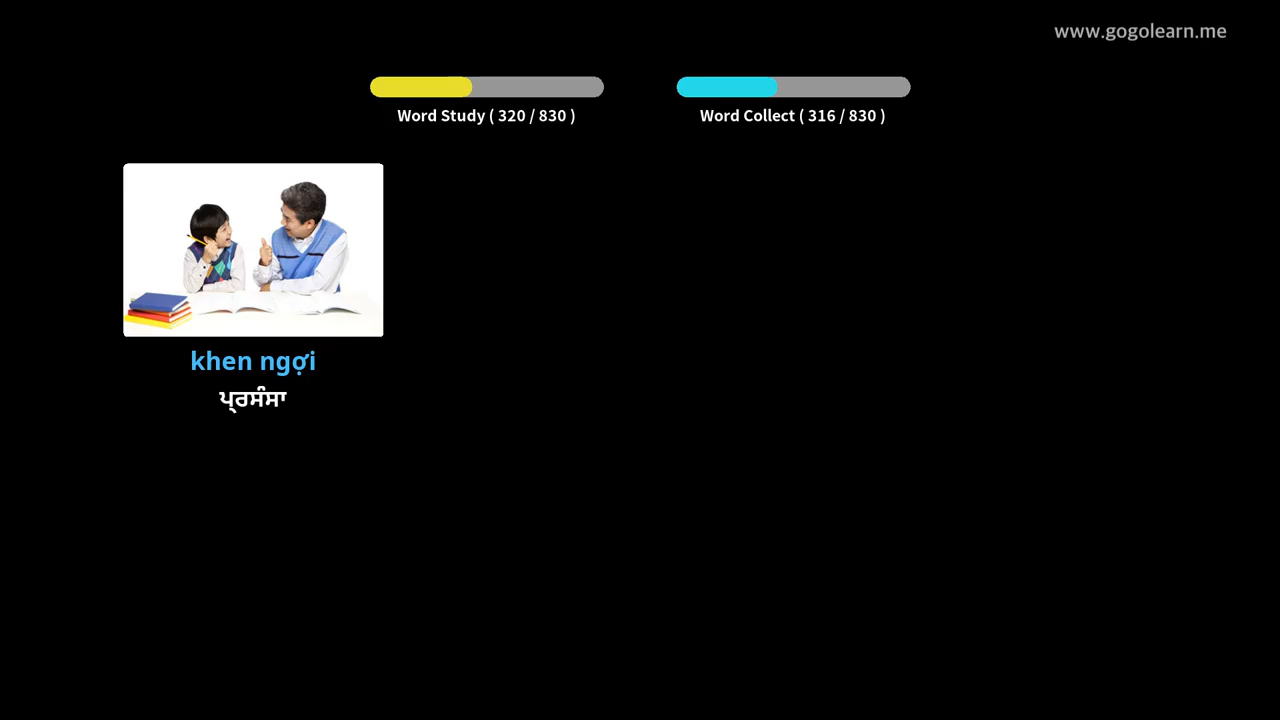 www.gogolearn.me
Word Study ( 320 / 830 )
Word Collect ( 316 / 830 )
khen ngợi
ਪ੍ਰਸੰਸਾ